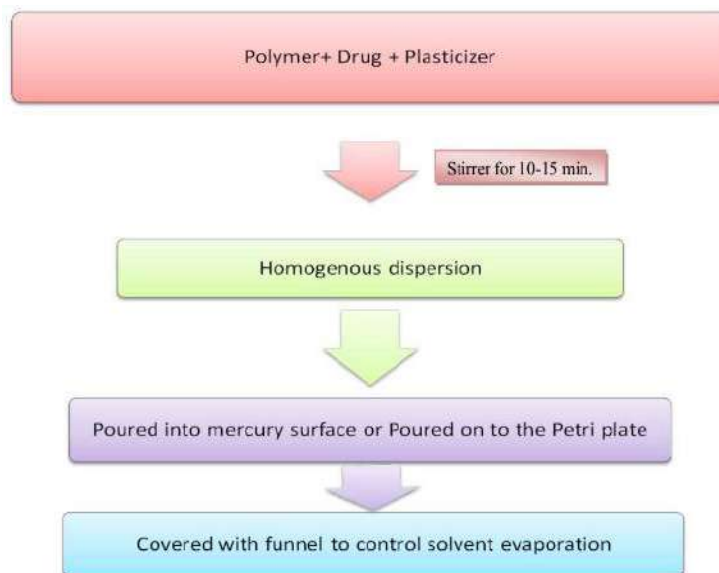 Polymer+ Drug + Plasticizer
Stirrer for 10-15 min.
Homogenous dispersion
Poured into mercury surface or Poured on to the Petri plate
Covered with funnel to control solvent evaporation